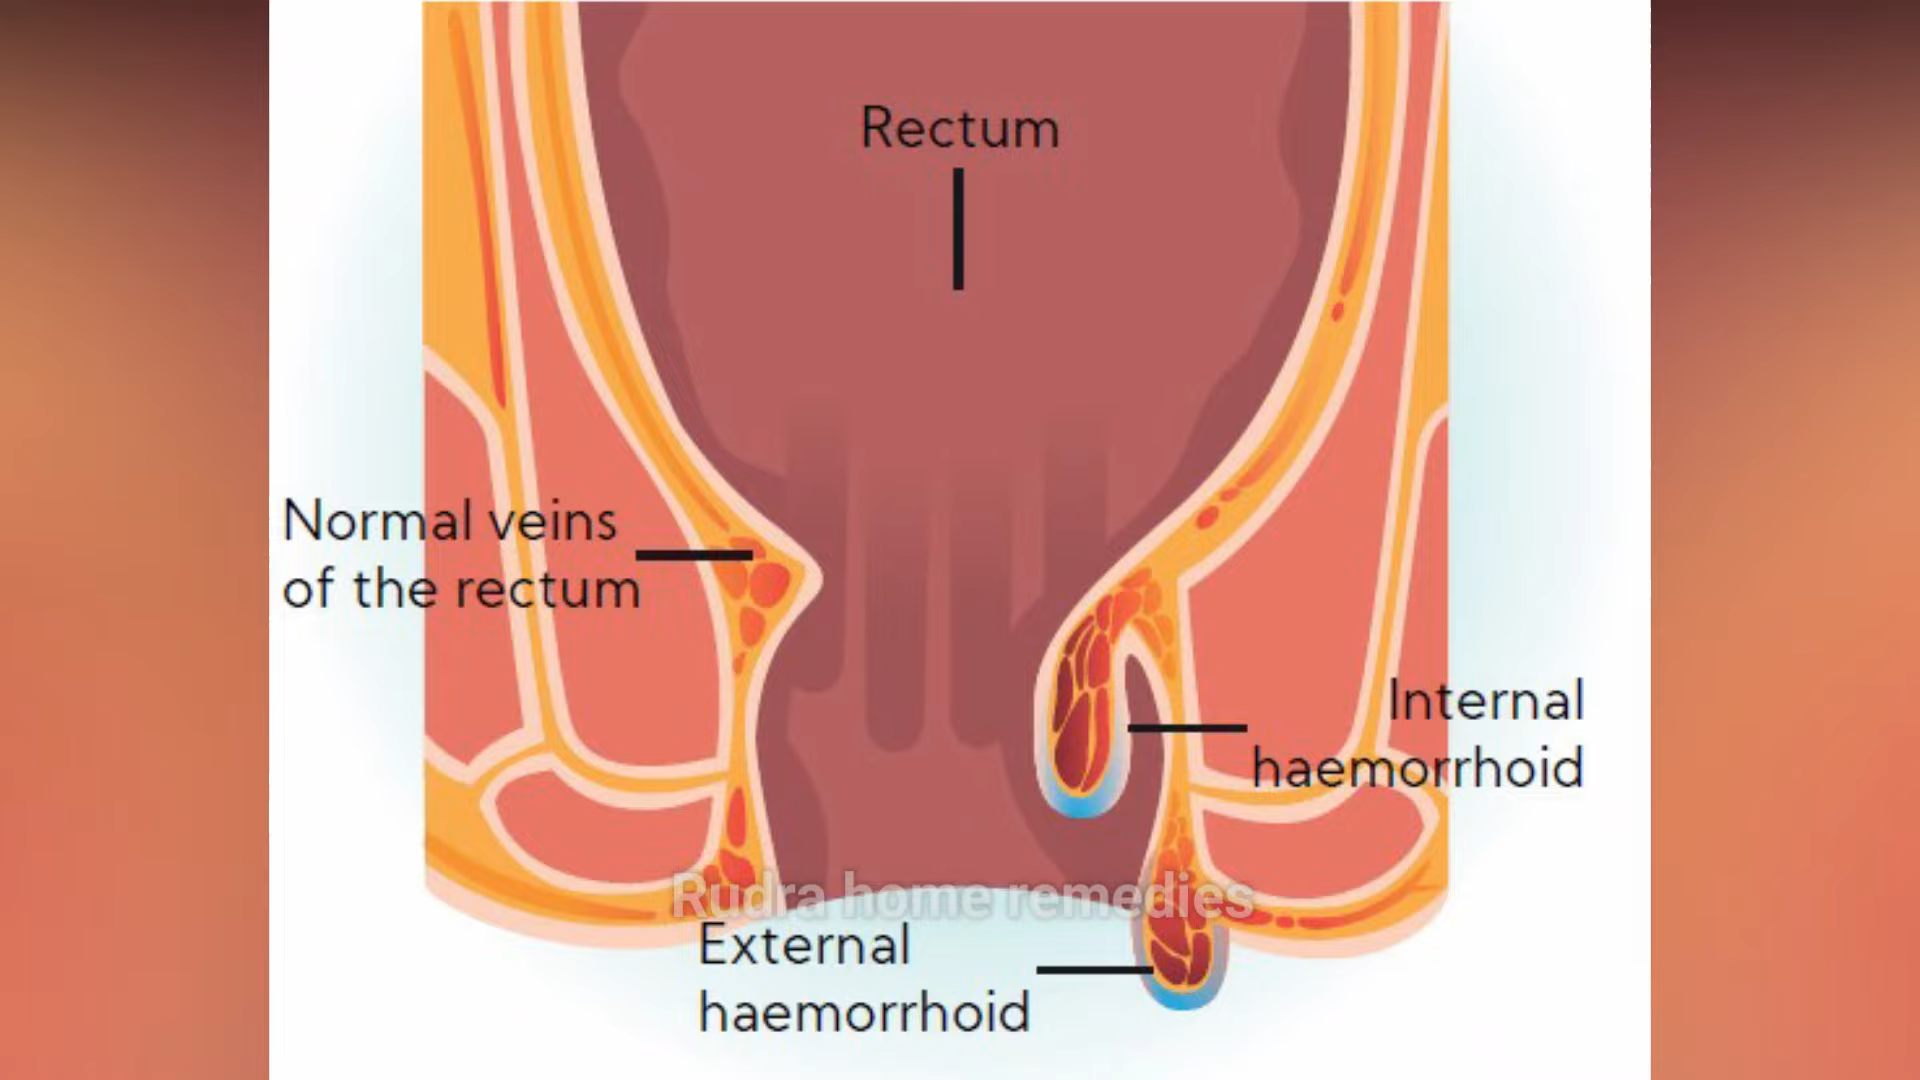 Rectum
Normal veins
of the rectum
Internal
haemorrhoid
Rudra home remedies
External
haemorrhoid